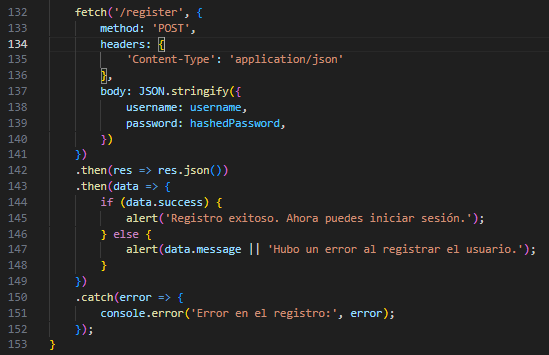 132 fetch('/register', {
133 method: 'POST',
134 headers: {
135 'Content-Type': 'application/json'
136 },
137 body: JSON.stringify({
138 username: username,
139 password: hashedPassword,
140 })
141 })
142 .then(res => res.json())
143 .then(data => {
144 if (data.success) {
145 alert('Registro exitoso. Ahora puedes iniciar sesión.');
146 } else {
147 alert(data.message || 'Hubo un error al registrar el usuario.');
148 }
149 })
150 .catch(error => {
151 console.error('Error en el registro:', error);
152 });
153 }